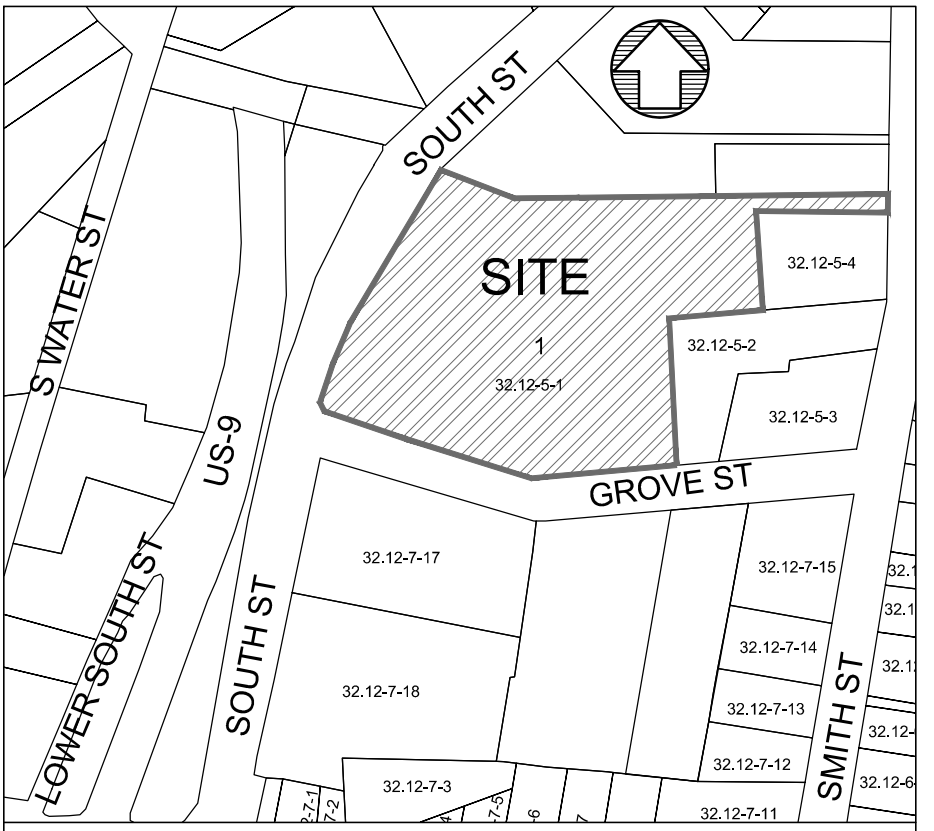 SOUTH ST
S WATER ST
SITE
32.12-5-4
1
32.12-5-2
32.12-5-1
32.12-5-3
US-9
GROVE ST
32.12-7-17
32.12-7-15
LOWER SOUTH ST
SOUTH ST
32.12-7-14
32.12-7-18
32.12-7-13
SMITH ST
32.12-7-12
32.12-7-3
32.12-6
32.12-7-11